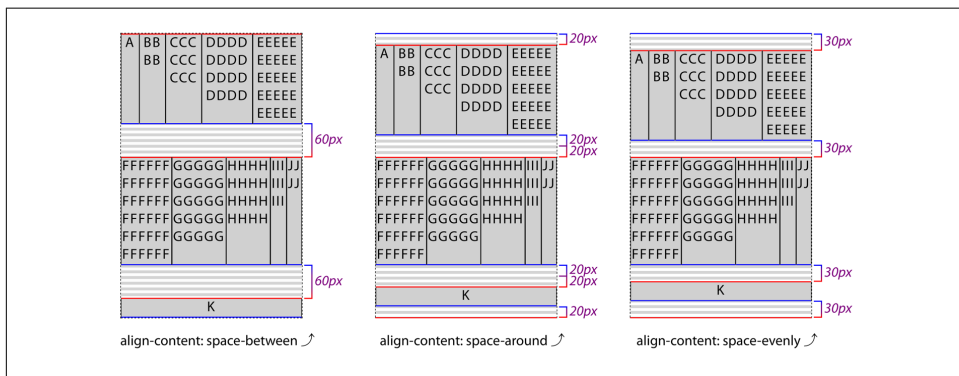 A BB CCC DDDD EEEEE
BB CCC DDDD EEEEE
CCC DDDD EEEEE
DDDD EEEEE
EEEEE
60px
FFFFFF GGGGG HHHH III JJ
FFFFFF GGGGG HHHH III JJ
FFFFFF GGGGG HHHH III
FFFFFF GGGGG HHHH
FFFFFF GGGGG
FFFFFF
60px
K
align-content: space-between
20px
A BB CCC DDDD EEEEE
BB CCC DDDD EEEEE
CCC DDDD EEEEE
DDDD EEEEE
EEEEE
20px
20px
FFFFFF GGGGG HHHH III JJ
FFFFFF GGGGG HHHH III JJ
FFFFFF GGGGG HHHH III
FFFFFF GGGGG HHHH
FFFFFF GGGGG
FFFFFF
20px
20px
K
20px
align-content: space-around
30px
A BB CCC DDDD EEEEE
BB CCC DDDD EEEEE
CCC DDDD EEEEE
DDDD EEEEE
EEEEE
30px
FFFFFF GGGGG HHHH III JJ
FFFFFF GGGGG HHHH III JJ
FFFFFF GGGGG HHHH III
FFFFFF GGGGG HHHH
FFFFFF GGGGG
FFFFFF
30px
K
30px
align-content: space-evenly